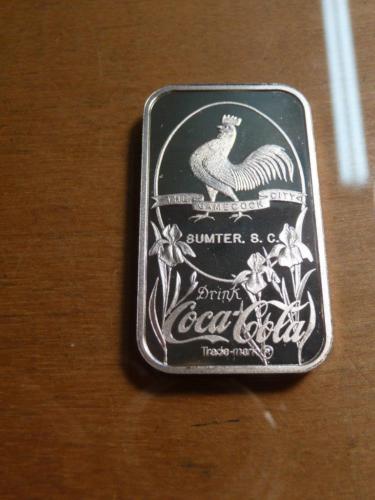 THE GAMECOCK CITY
SUMTER, S. C.
Drink
Coca-Cola
Trade-mark ®